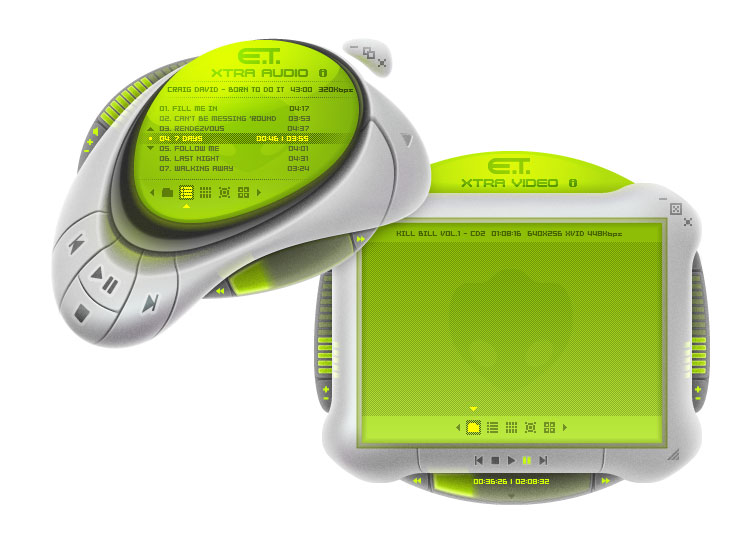 E.T.
XTRA AUDIO
CRAIG DAVID - BORN TO DO IT 43:00 320Kbps
01. FILL ME IN 04:17
02. CAN'T BE MESSING 'ROUND 03:53
03. RENDEZVOUS 04:37
04. 7 DAYS 00:46 | 03:55
05. FOLLOW ME 04:01
06. LAST NIGHT 04:31
07. WALKING AWAY 03:24
E.T.
XTRA VIDEO
KILL BILL VOL.1 - CD2 01:08:16 640X256 XVID 448Kbps
00:36:26 | 02:08:32